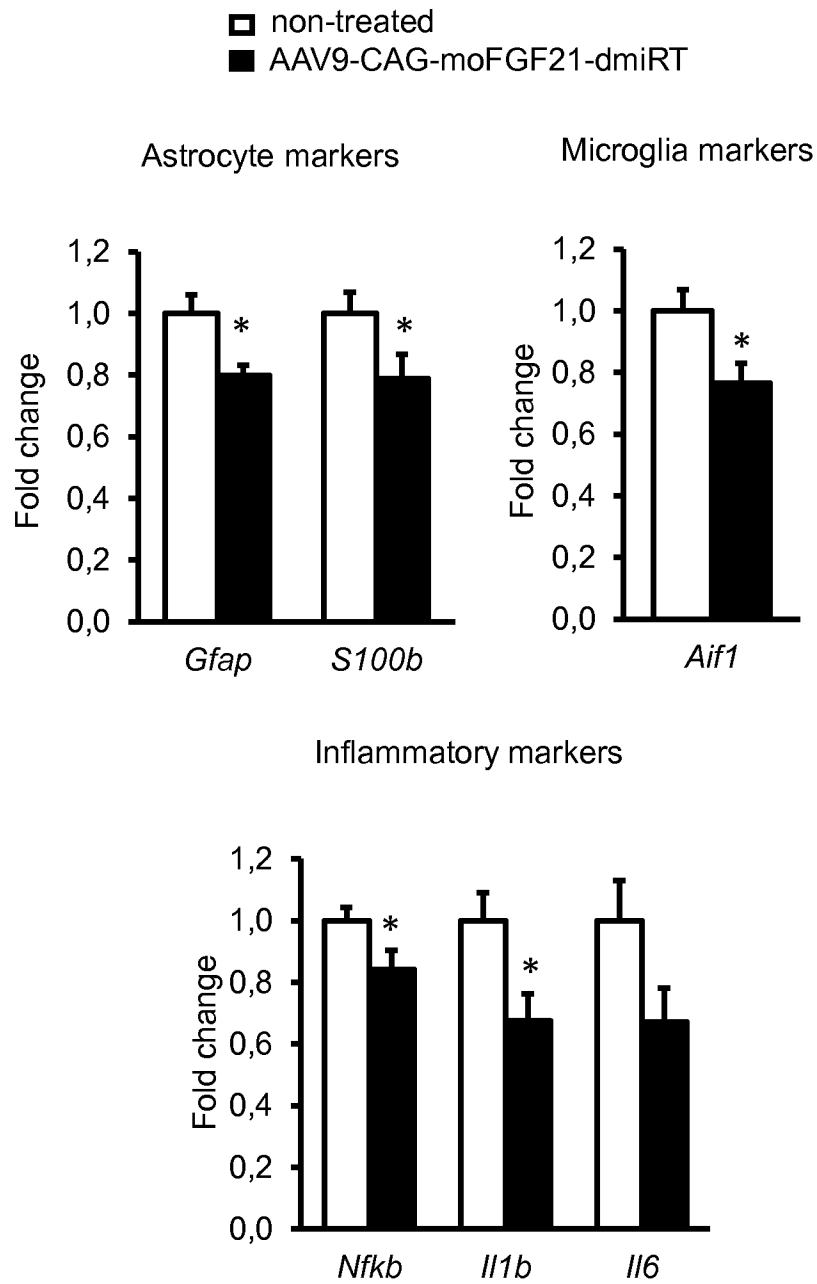 non-treated
AAV9-CAG-moFGF21-dmiRT
Astrocyte markers
Fold change
1,2
1,0
0,8
0,6
0,4
0,2
0,0
*
*
Gfap
S100b
Microglia markers
Fold change
1,2
1,0
0,8
0,6
0,4
0,2
0,0
*
Aif1
Inflammatory markers
Fold change
1,2
1,0
0,8
0,6
0,4
0,2
0,0
*
*
Nfkb
Il1b
Il6